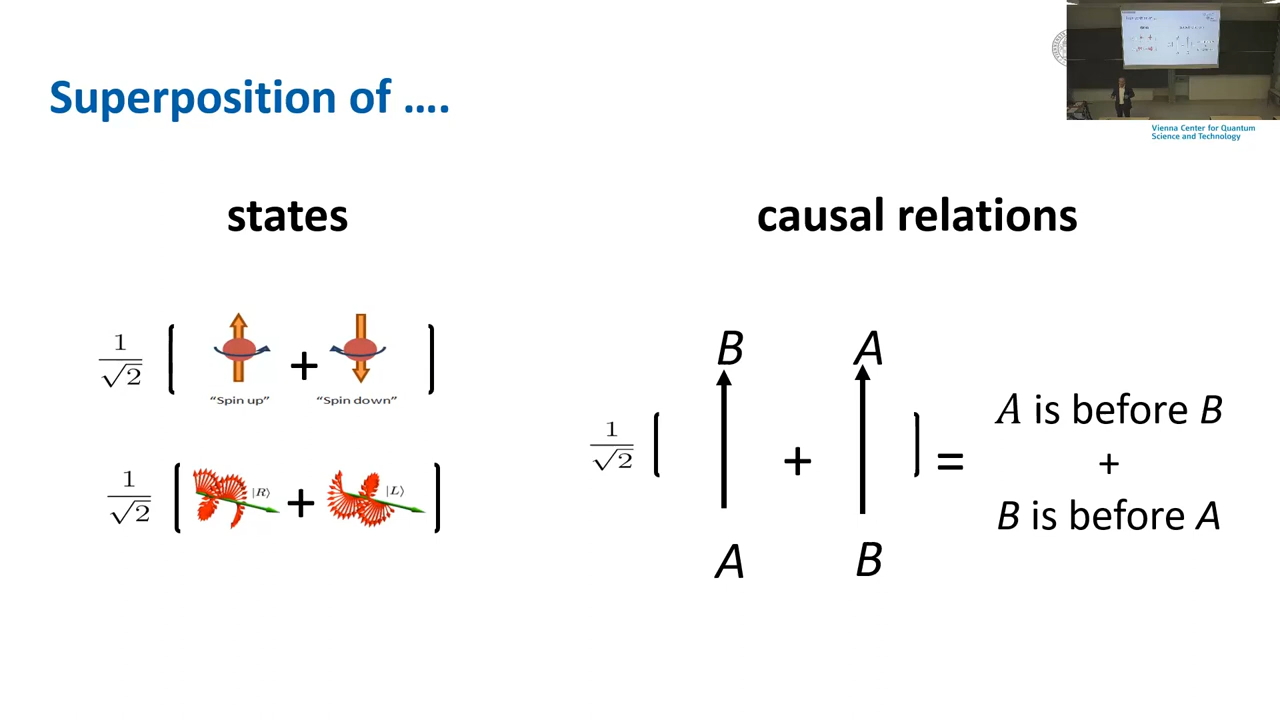 Superposition of ....
Vienna Center for Quantum
Science and Technology
states
causal relations
1
√2
+
"Spin up"
"Spin down"
1
√2
|R⟩
+
|L⟩
B
A
1
√2
+
=
A
B
A is before B
+
B is before A